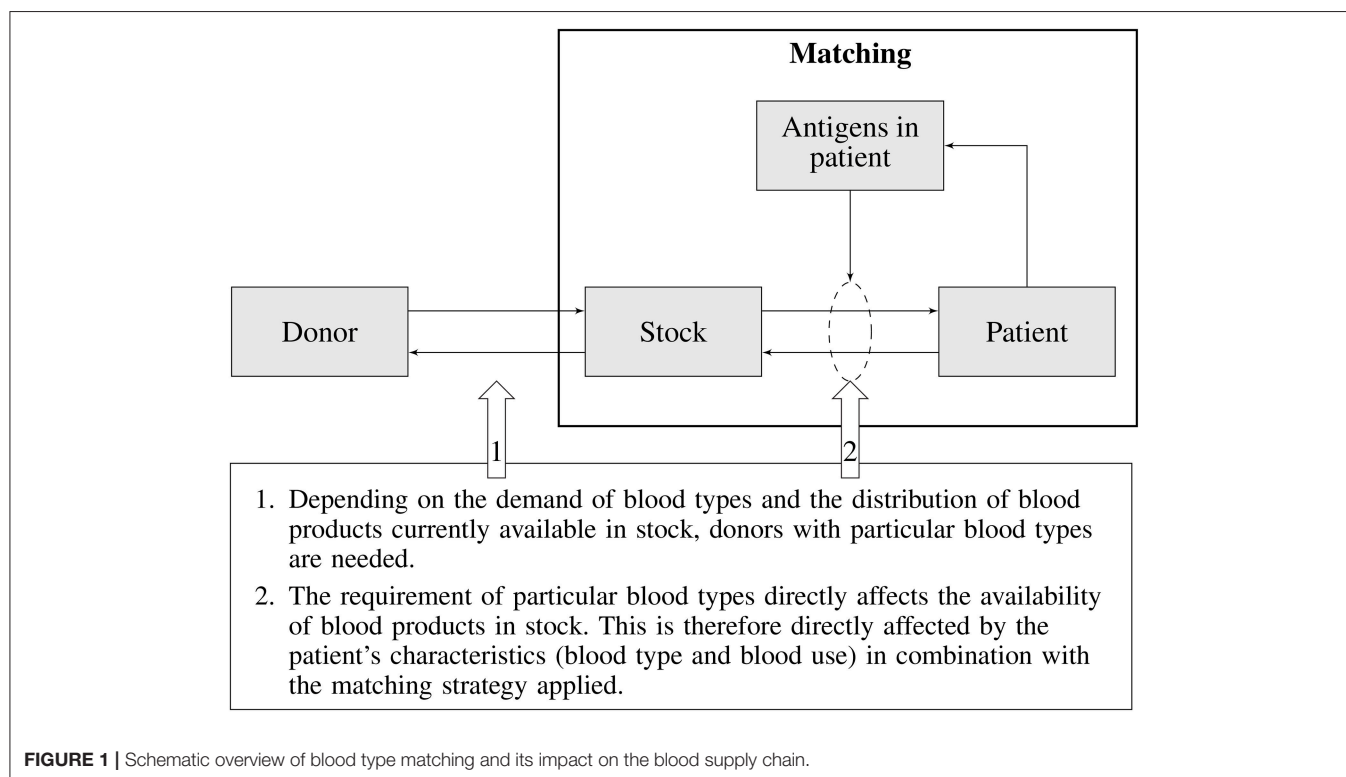 Matching
Antigens in
patient
Donor
Stock
Patient
1
2
1. Depending on the demand of blood types and the distribution of blood
products currently available in stock, donors with particular blood types
are needed.
2. The requirement of particular blood types directly affects the availability
of blood products in stock. This is therefore directly affected by the
patient's characteristics (blood type and blood use) in combination with
the matching strategy applied.
FIGURE 1 | Schematic overview of blood type matching and its impact on the blood supply chain.